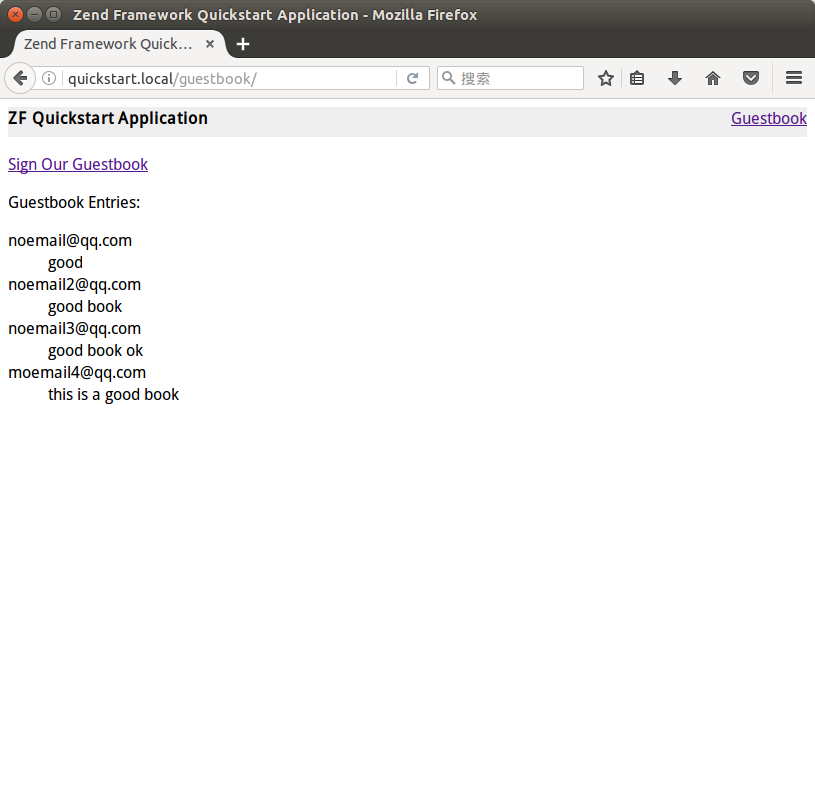 Zend Framework Quickstart Application - Mozilla Firefox
Zend Framework Quick...
quickstart.local/guestbook/
搜索
ZF Quickstart Application
Guestbook
Sign Our Guestbook
Guestbook Entries:
noemail@qq.com
good
noemail2@qq.com
good book
noemail3@qq.com
good book ok
moemail4@qq.com
this is a good book